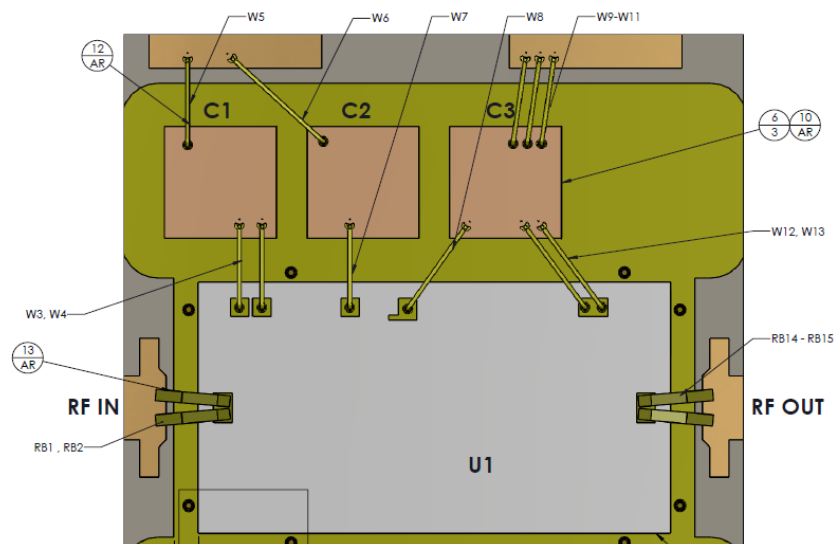 W5
W6
W7
W8
W9-W11
12
AR
C1
C2
C3
6
3
10
AR
W12, W13
W3, W4
13
AR
RB14 - RB15
RF IN
RF OUT
RB1 , RB2
U1